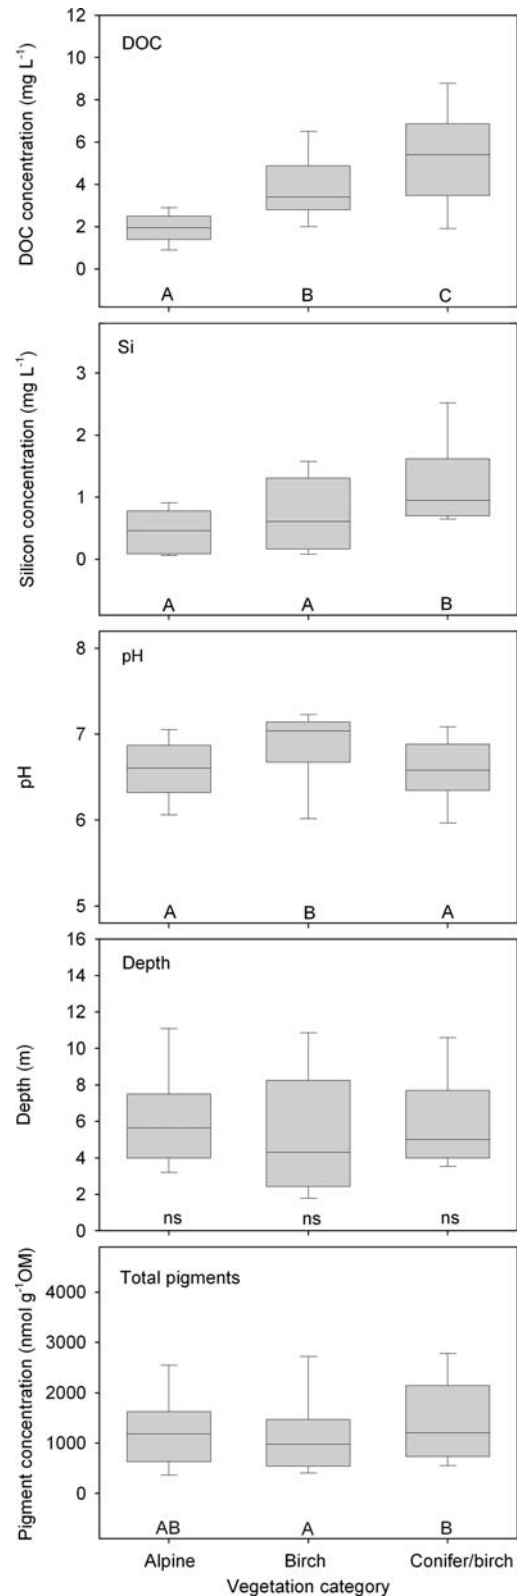 DOC concentration (mg L⁻¹)
12
10
8
6
4
2
0
DOC
A B C
Silicon concentration (mg L⁻¹)
3
2
1
0
Si
A A B
pH
8
7
6
5
pH
A B A
Depth (m)
16
14
12
10
8
6
4
2
0
Depth
ns ns ns
Pigment concentration (nmol g⁻¹OM)
4000
3000
2000
1000
0
Total pigments
AB A B
Alpine Birch Conifer/birch
Vegetation category